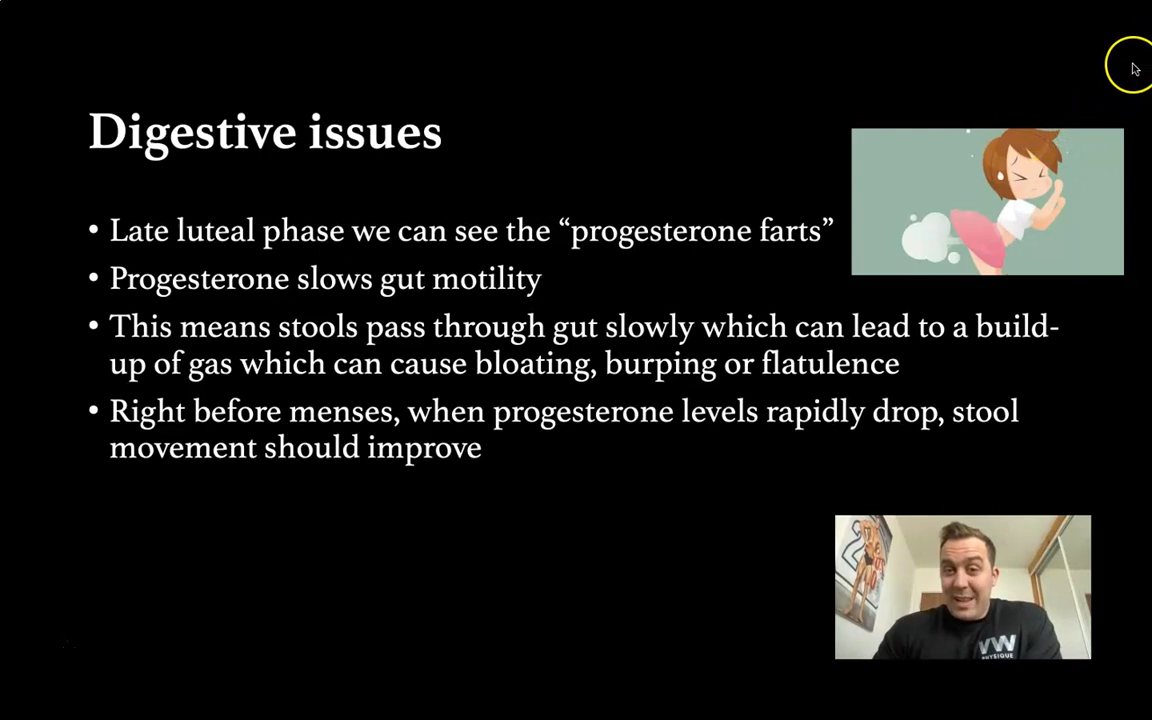 Digestive issues
• Late luteal phase we can see the “progesterone farts”
• Progesterone slows gut motility
• This means stools pass through gut slowly which can lead to a build-
up of gas which can cause bloating, burping or flatulence
• Right before menses, when progesterone levels rapidly drop, stool
movement should improve
VW
PHYSIQUE